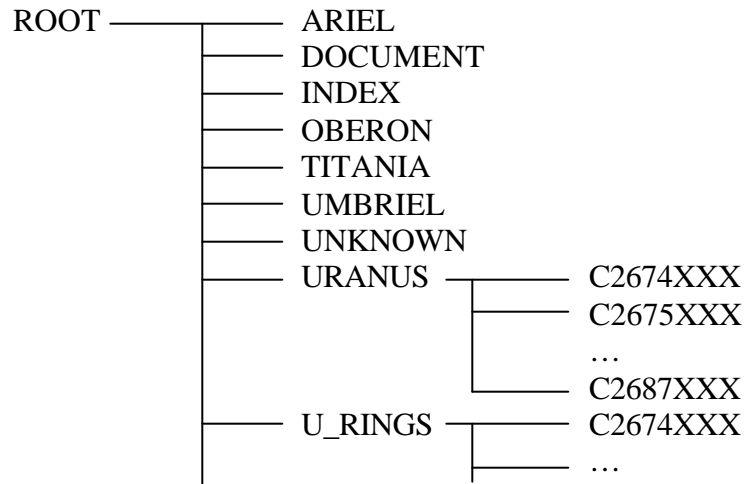 ROOT ARIEL
DOCUMENT
INDEX
OBERON
TITANIA
UMBRIEL
UNKNOWN
URANUS C2674XXX
C2675XXX
…
C2687XXX
U_RINGS C2674XXX
…